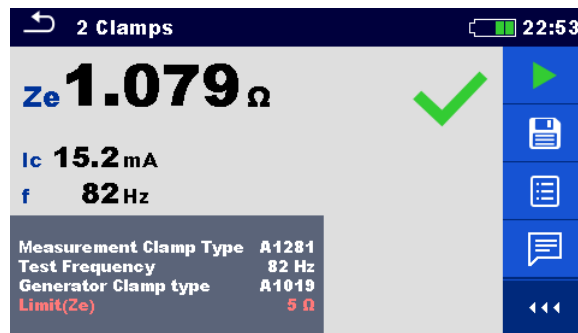 2 Clamps 22:53
Ze 1.079 Ω
Ic 15.2 mA
f 82 Hz
Measurement Clamp Type A1281
Test Frequency 82 Hz
Generator Clamp type A1019
Limit(Ze) 5 Ω